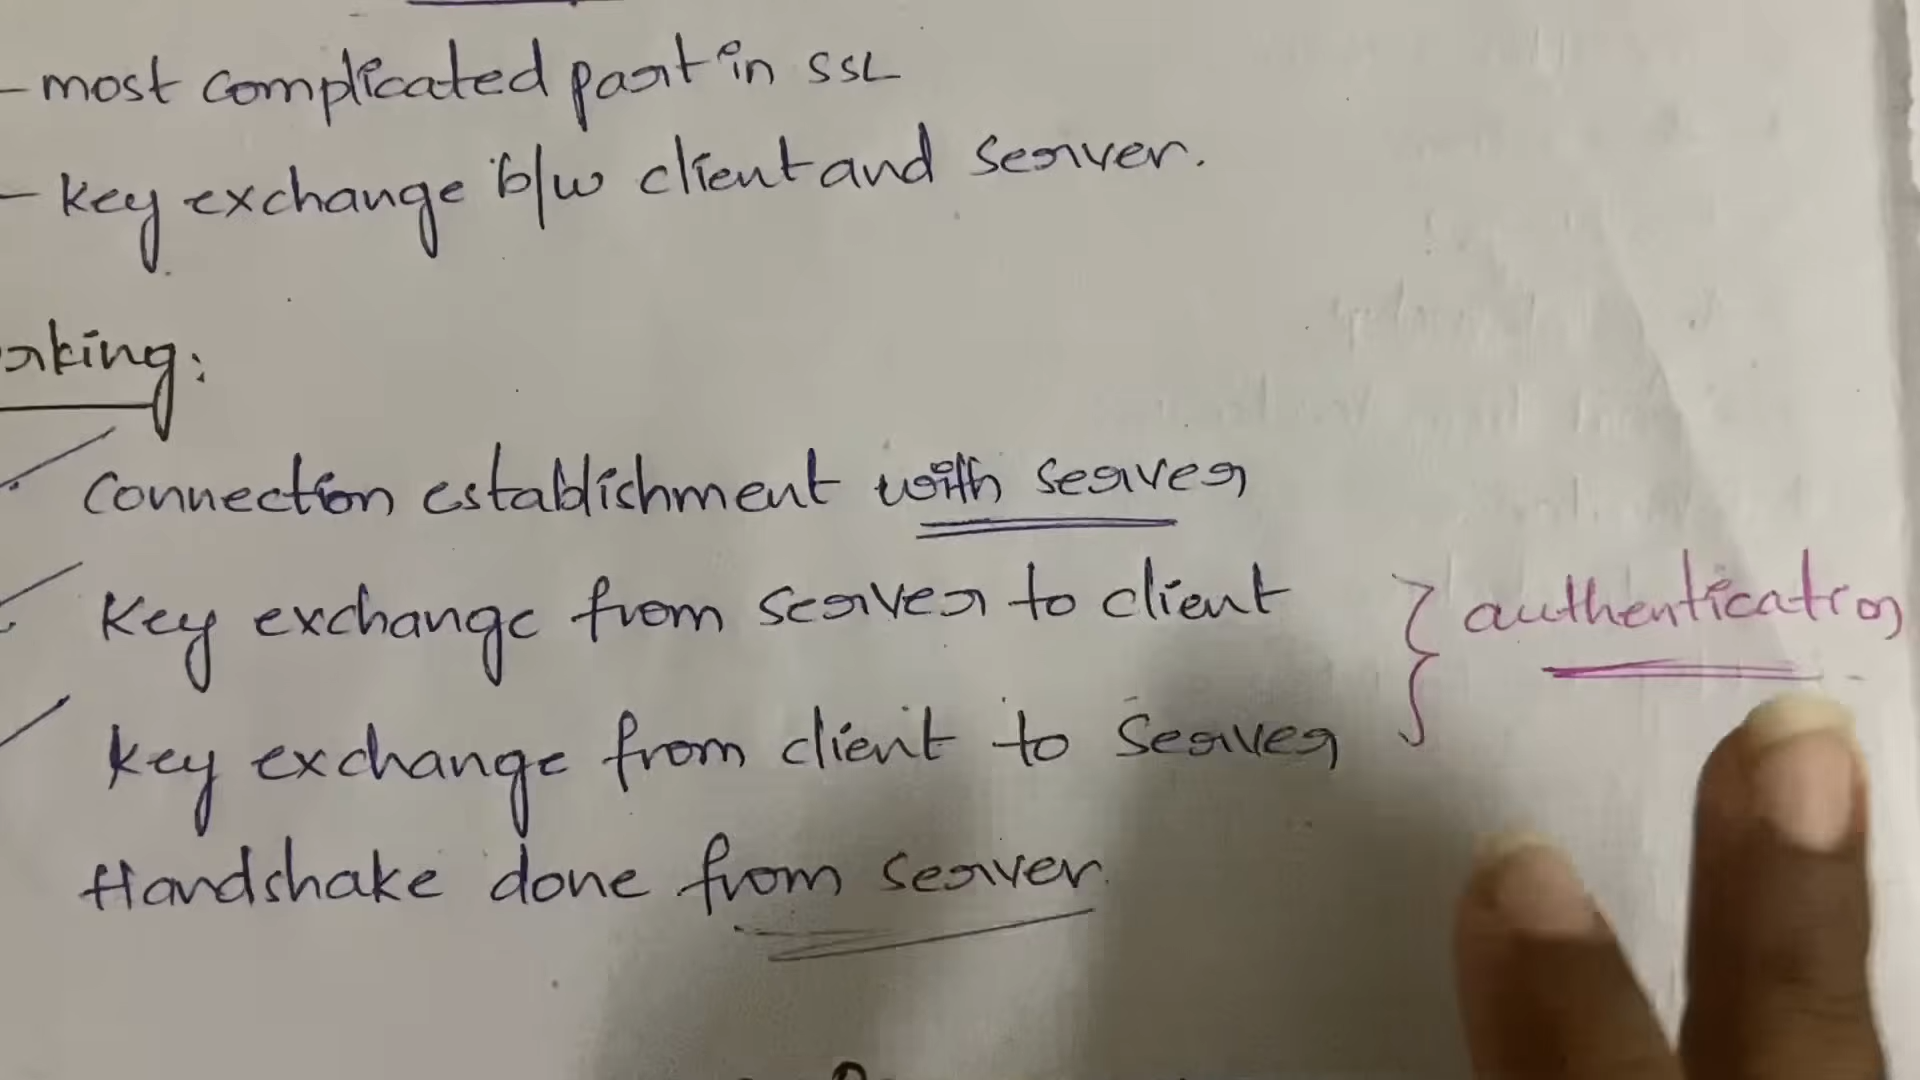 - most complicated part in SSL
- key exchange b/w client and server.
orking:
Connection establishment with server
Key exchange from server to client
} authentication
key exchange from client to server
Handshake done from server.